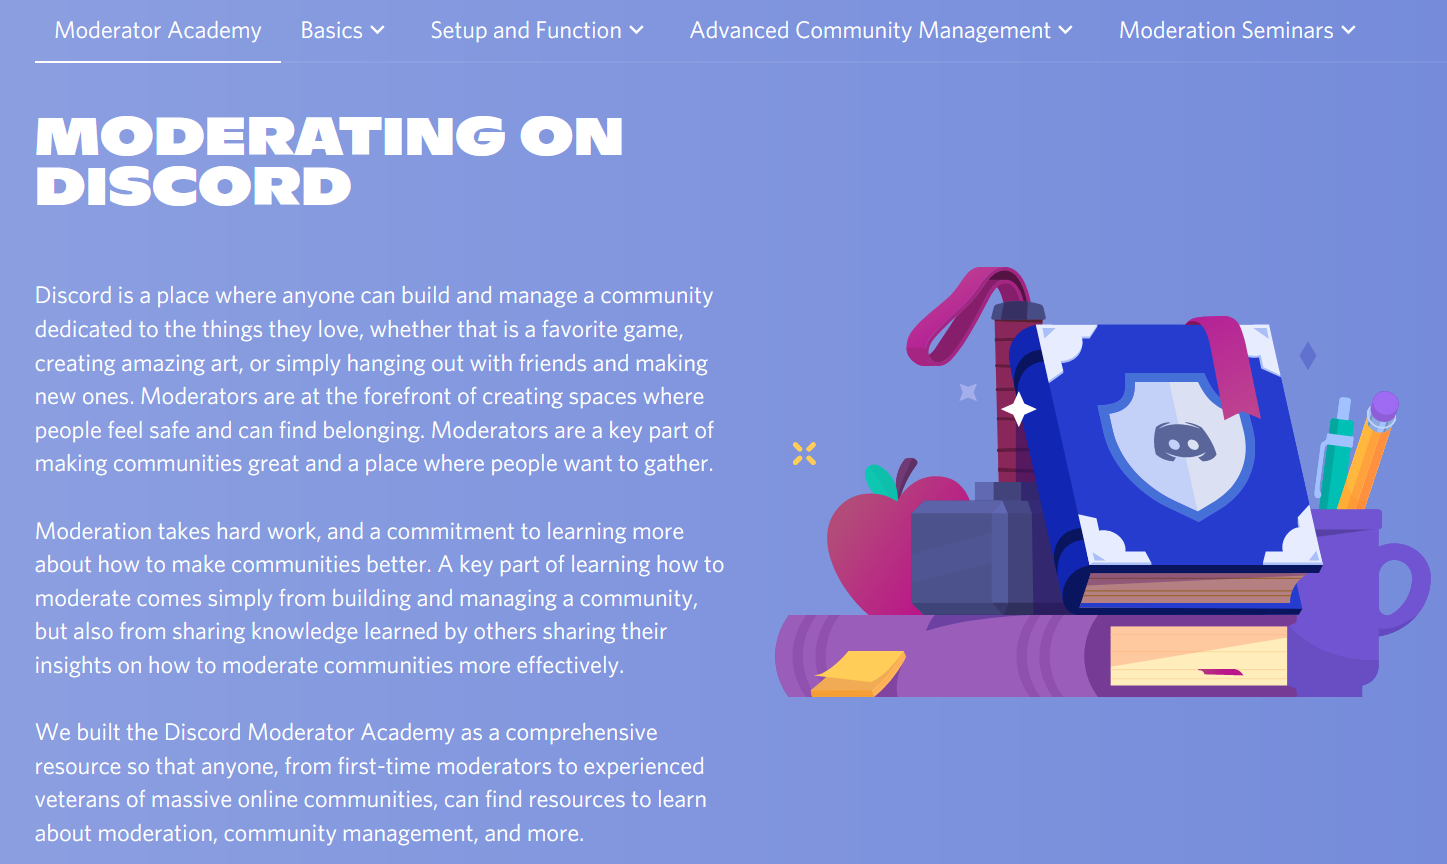 Moderator Academy
Basics
Setup and Function
Advanced Community Management
Moderation Seminars
MODERATING ON
DISCORD
Discord is a place where anyone can build and manage a community
dedicated to the things they love, whether that is a favorite game,
creating amazing art, or simply hanging out with friends and making
new ones. Moderators are at the forefront of creating spaces where
people feel safe and can find belonging. Moderators are a key part of
making communities great and a place where people want to gather.
Moderation takes hard work, and a commitment to learning more
about how to make communities better. A key part of learning how to
moderate comes simply from building and managing a community,
but also from sharing knowledge learned by others sharing their
insights on how to moderate communities more effectively.
We built the Discord Moderator Academy as a comprehensive
resource so that anyone, from first-time moderators to experienced
veterans of massive online communities, can find resources to learn
about moderation, community management, and more.